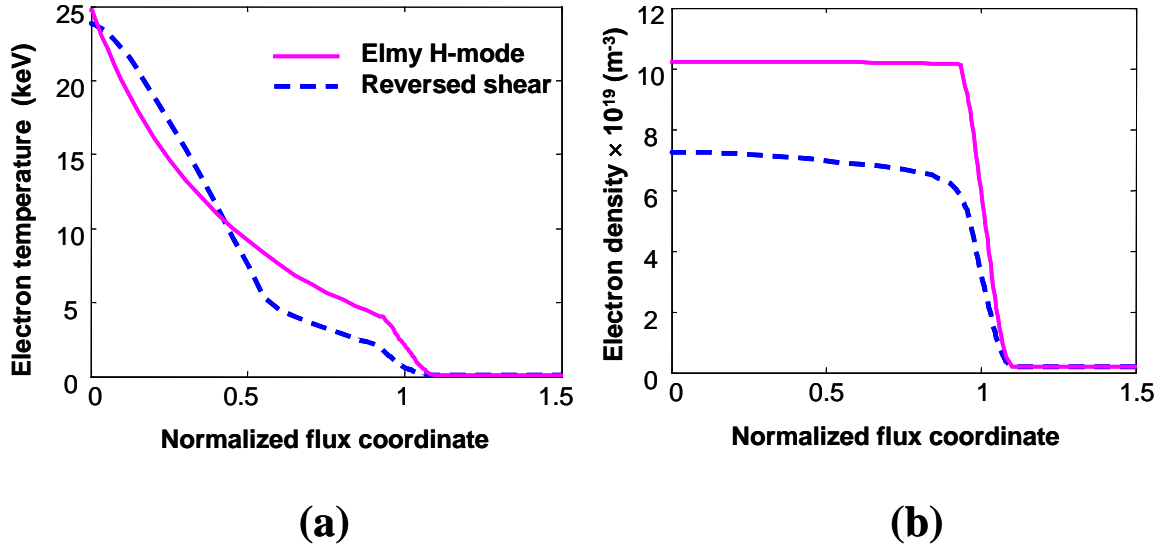 Electron temperature (keV)
25
20
15
10
5
0
Elmy H-mode
Reversed shear
0
0.5
1
1.5
Normalized flux coordinate
(a)
Electron density × 10¹⁹ (m⁻³)
12
10
8
6
4
2
0
0
0.5
1
1.5
Normalized flux coordinate
(b)